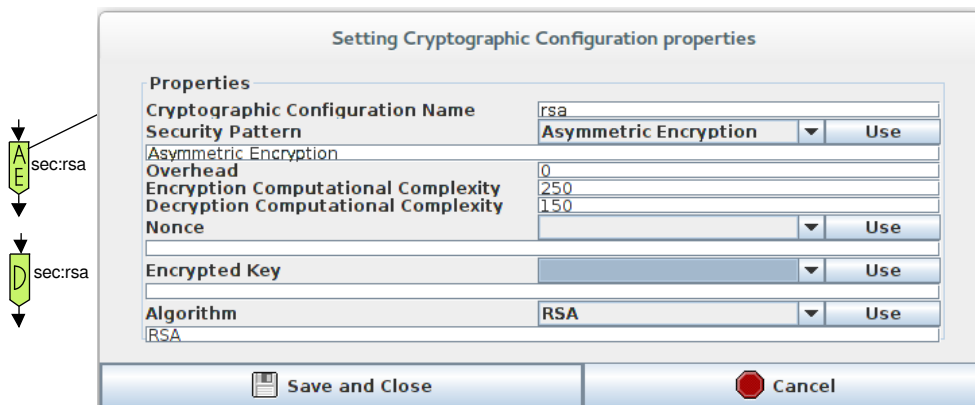 Setting Cryptographic Configuration properties
Properties
Cryptographic Configuration Name rsa
Security Pattern Asymmetric Encryption Use
Asymmetric Encryption
Overhead 0
Encryption Computational Complexity 250
Decryption Computational Complexity 150
Nonce Use
Encrypted Key Use
Algorithm RSA Use
RSA
Save and Close Cancel
AE sec:rsa
D sec:rsa